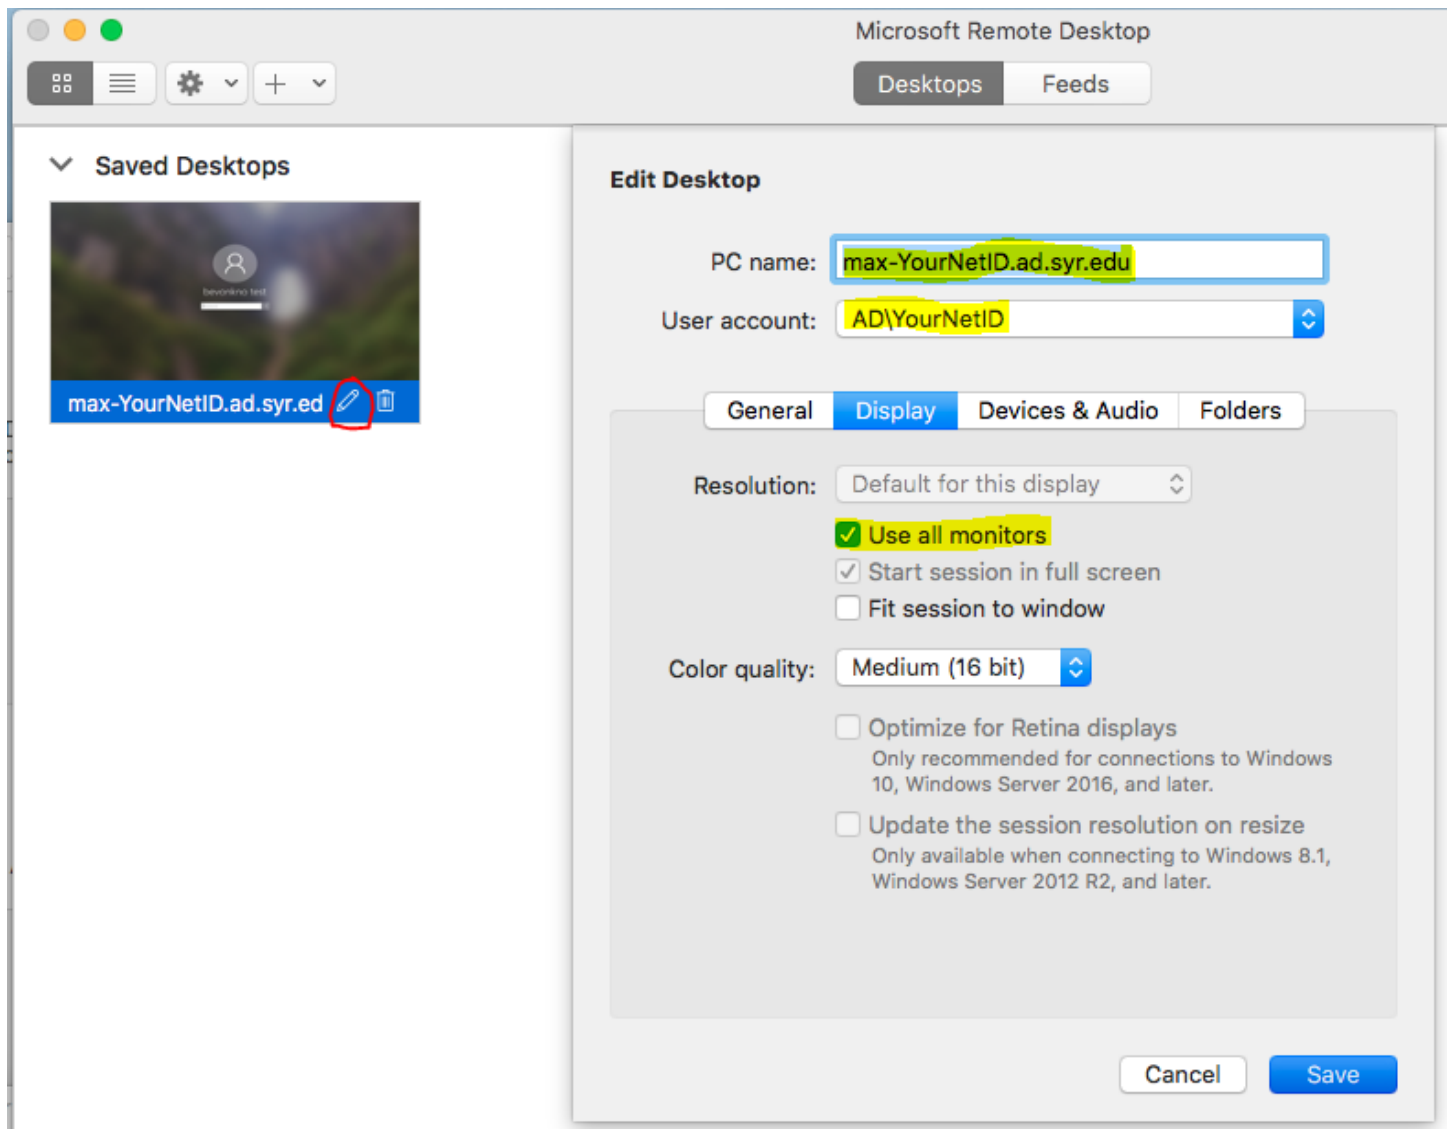 Microsoft Remote Desktop
Desktops
Feeds
Saved Desktops
bevonkno test
max-YourNetID.ad.syr.ed
Edit Desktop
PC name: max-YourNetID.ad.syr.edu
User account: AD\YourNetID
General
Display
Devices & Audio
Folders
Resolution: Default for this display
Use all monitors
Start session in full screen
Fit session to window
Color quality: Medium (16 bit)
Optimize for Retina displays
Only recommended for connections to Windows
10, Windows Server 2016, and later.
Update the session resolution on resize
Only available when connecting to Windows 8.1,
Windows Server 2012 R2, and later.
Cancel
Save